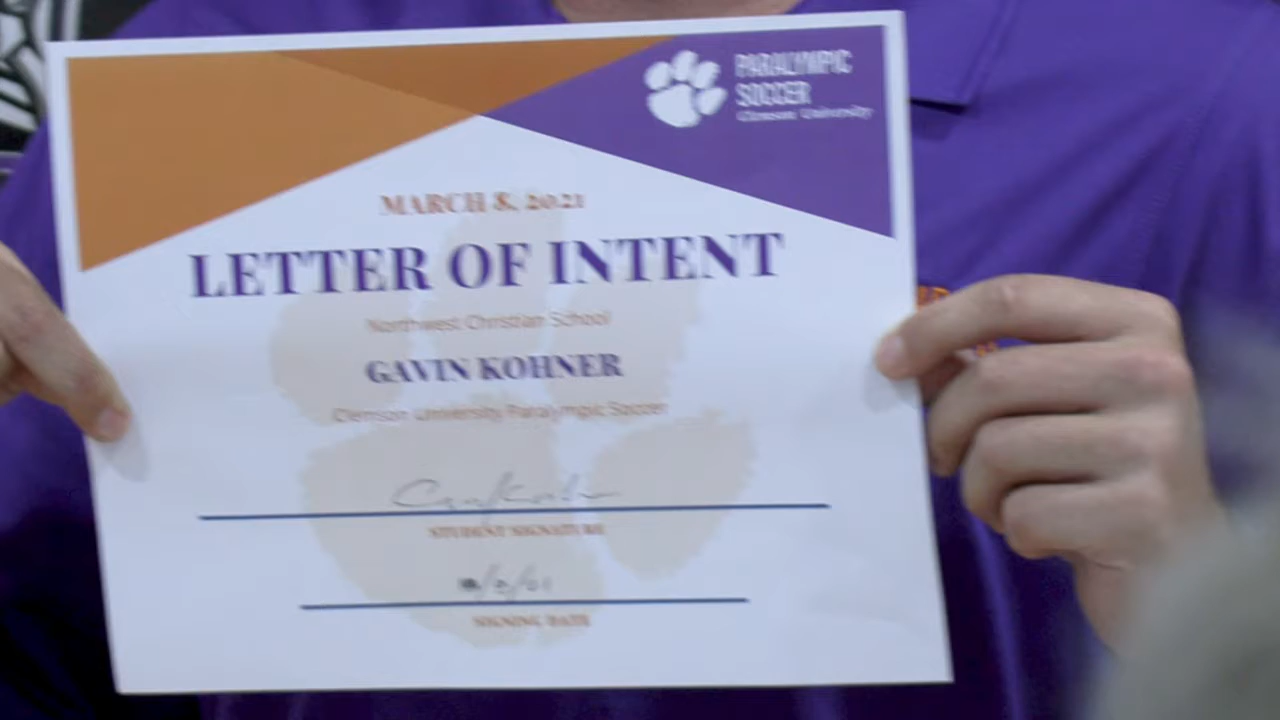 PARALYMPIC
SOCCER
Clemson University
MARCH 8, 2021
LETTER OF INTENT
Northwest Christian School
GAVIN KOHNER
Clemson University Paralympic Soccer
STUDENT SIGNATURE
SIGNING DATE